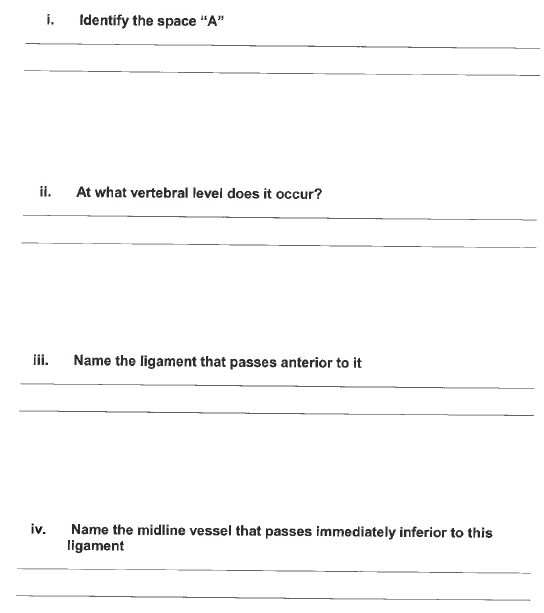 i. Identify the space “A”
ii. At what vertebral level does it occur?
iii. Name the ligament that passes anterior to it
iv. Name the midline vessel that passes immediately inferior to this
ligament